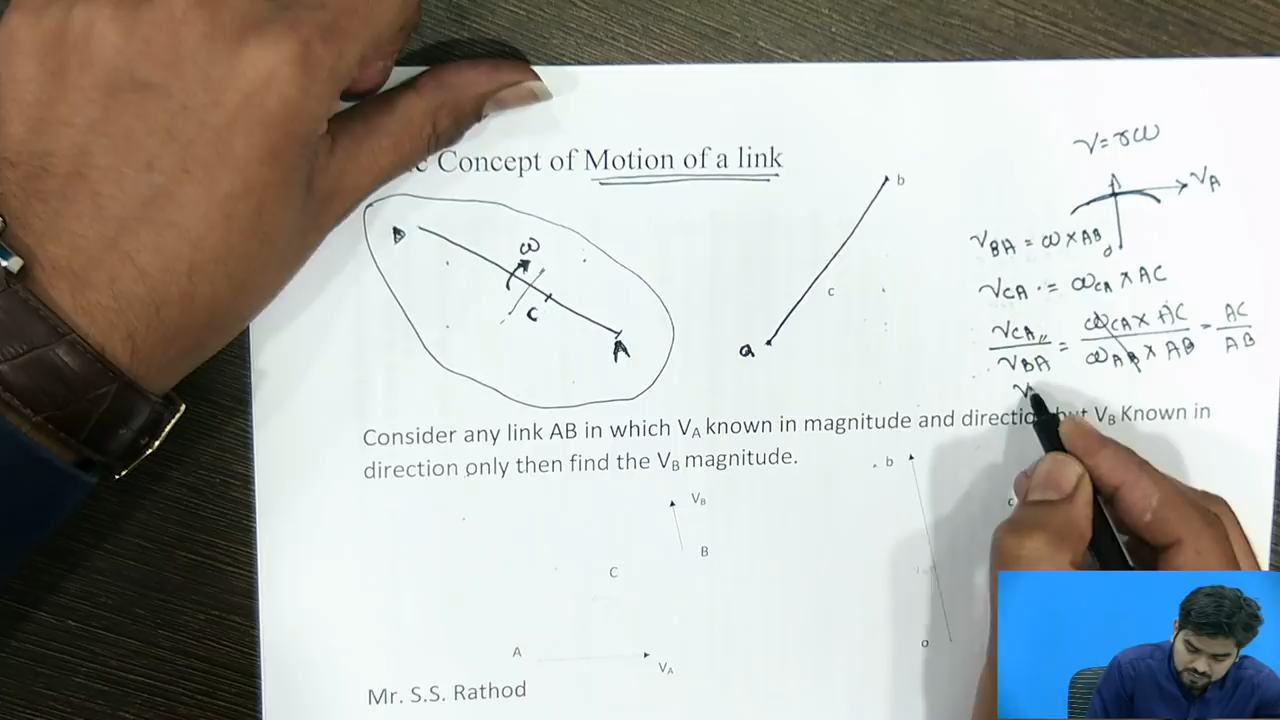 Concept of Motion of a link
V=rω
VA
VBA = ω X AB
o
VCA = ωCA X AC
VCA / VBA = ωCA X AC / ωAB X AB = AC / AB
V
ω
C
A
b
c
a
Consider any link AB in which VA known in magnitude and directio but VB Known in
direction only then find the VB magnitude.
VB
B
C
A
VA
b
c
o
Mr. S.S. Rathod